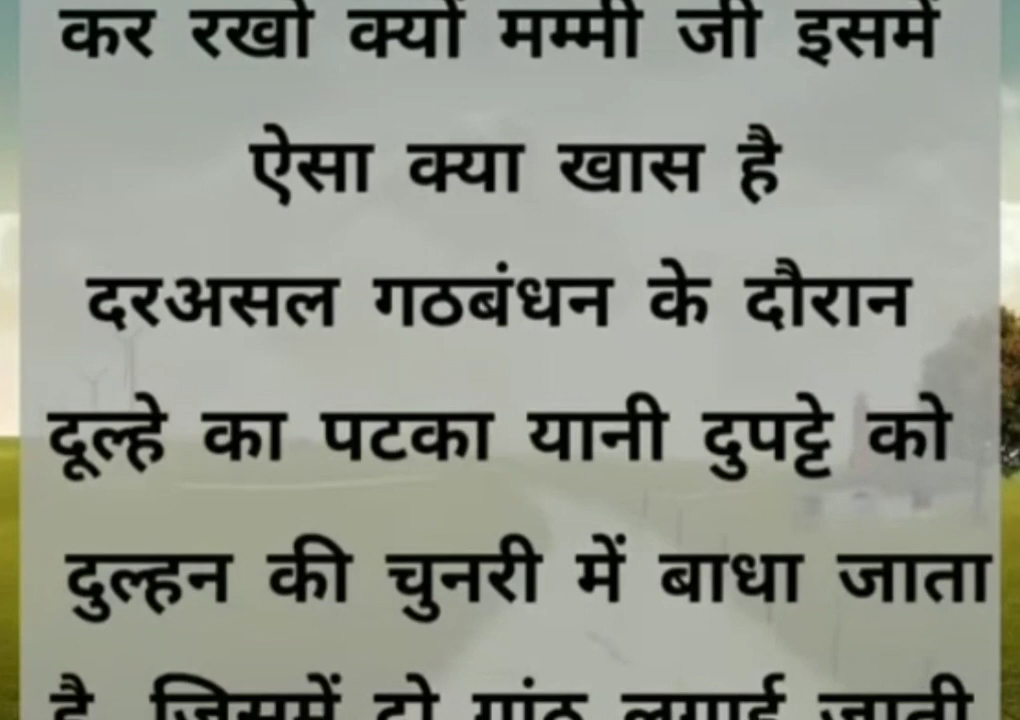 कर रखो क्यों मम्मी जी इसमें
ऐसा क्या खास है
दरअसल गठबंधन के दौरान
दूल्हे का पटका यानी दुपट्टे को
दुल्हन की चुनरी में बाधा जाता
है जिसमें दो गांठ लगाई जाती